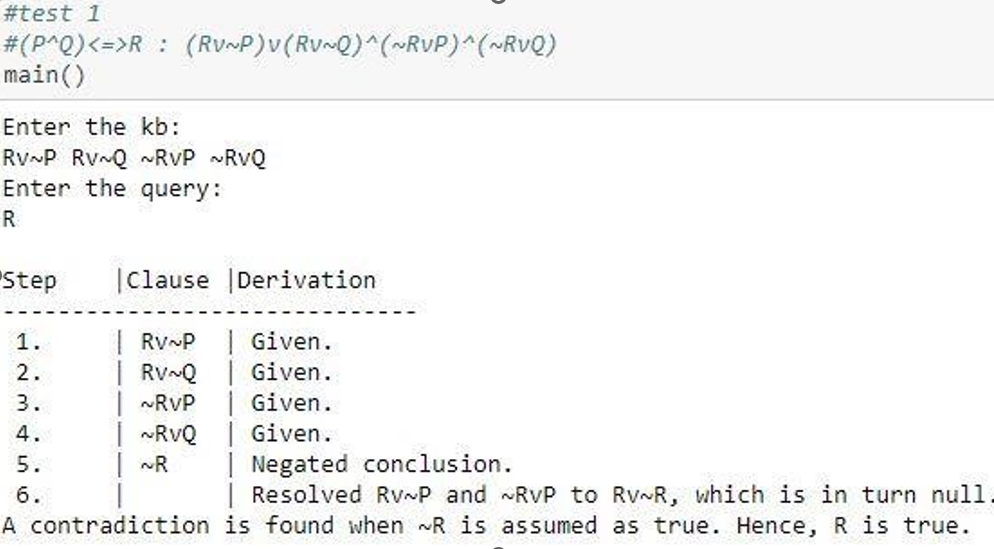 #test 1
#(P^Q)<=>R : (Rv~P)v(Rv~Q)^(~RvP)^(~RvQ)
main()
Enter the kb:
Rv~P Rv~Q ~RvP ~RvQ
Enter the query:
R
Step |Clause |Derivation
------------------------------
1. | Rv~P | Given.
2. | Rv~Q | Given.
3. | ~RvP | Given.
4. | ~RvQ | Given.
5. | ~R | Negated conclusion.
6. | | Resolved Rv~P and ~RvP to Rv~R, which is in turn null.
A contradiction is found when ~R is assumed as true. Hence, R is true.